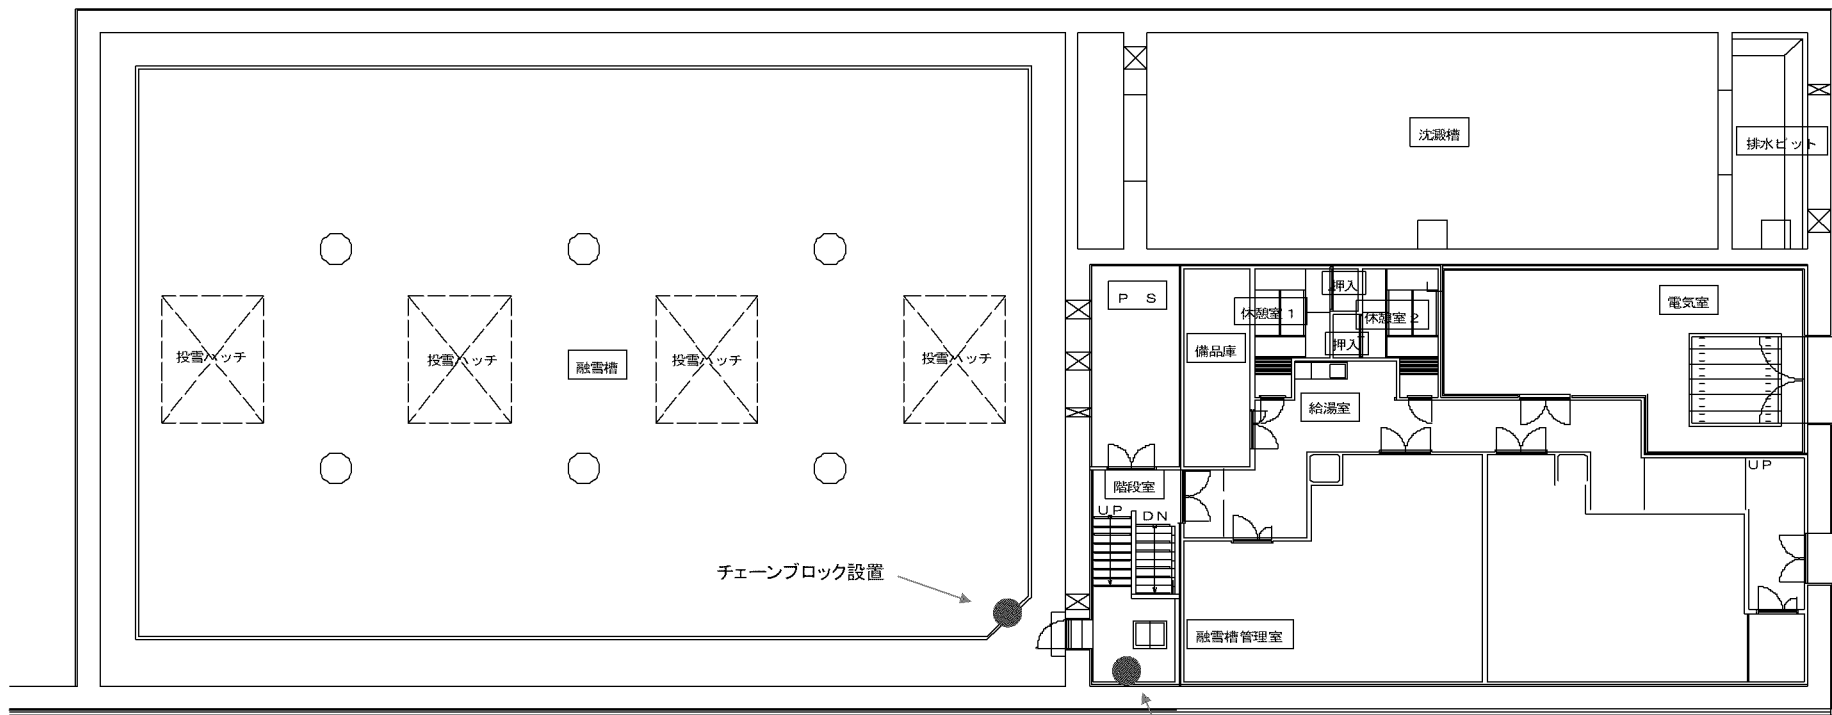 沈澱槽
排水ピット
Ｐ Ｓ
押入
休憩室１
休憩室２
電気室
押入
備品庫
投雪ハッチ
投雪ハッチ
融雪槽
投雪ハッチ
投雪ハッチ
給湯室
階段室
ＵＰ
ＵＰ
ＤＮ
チェーンブロック設置
融雪槽管理室